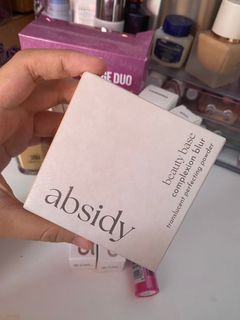 absidy
beauty base
complexion blur
translucent perfecting powder
DUO